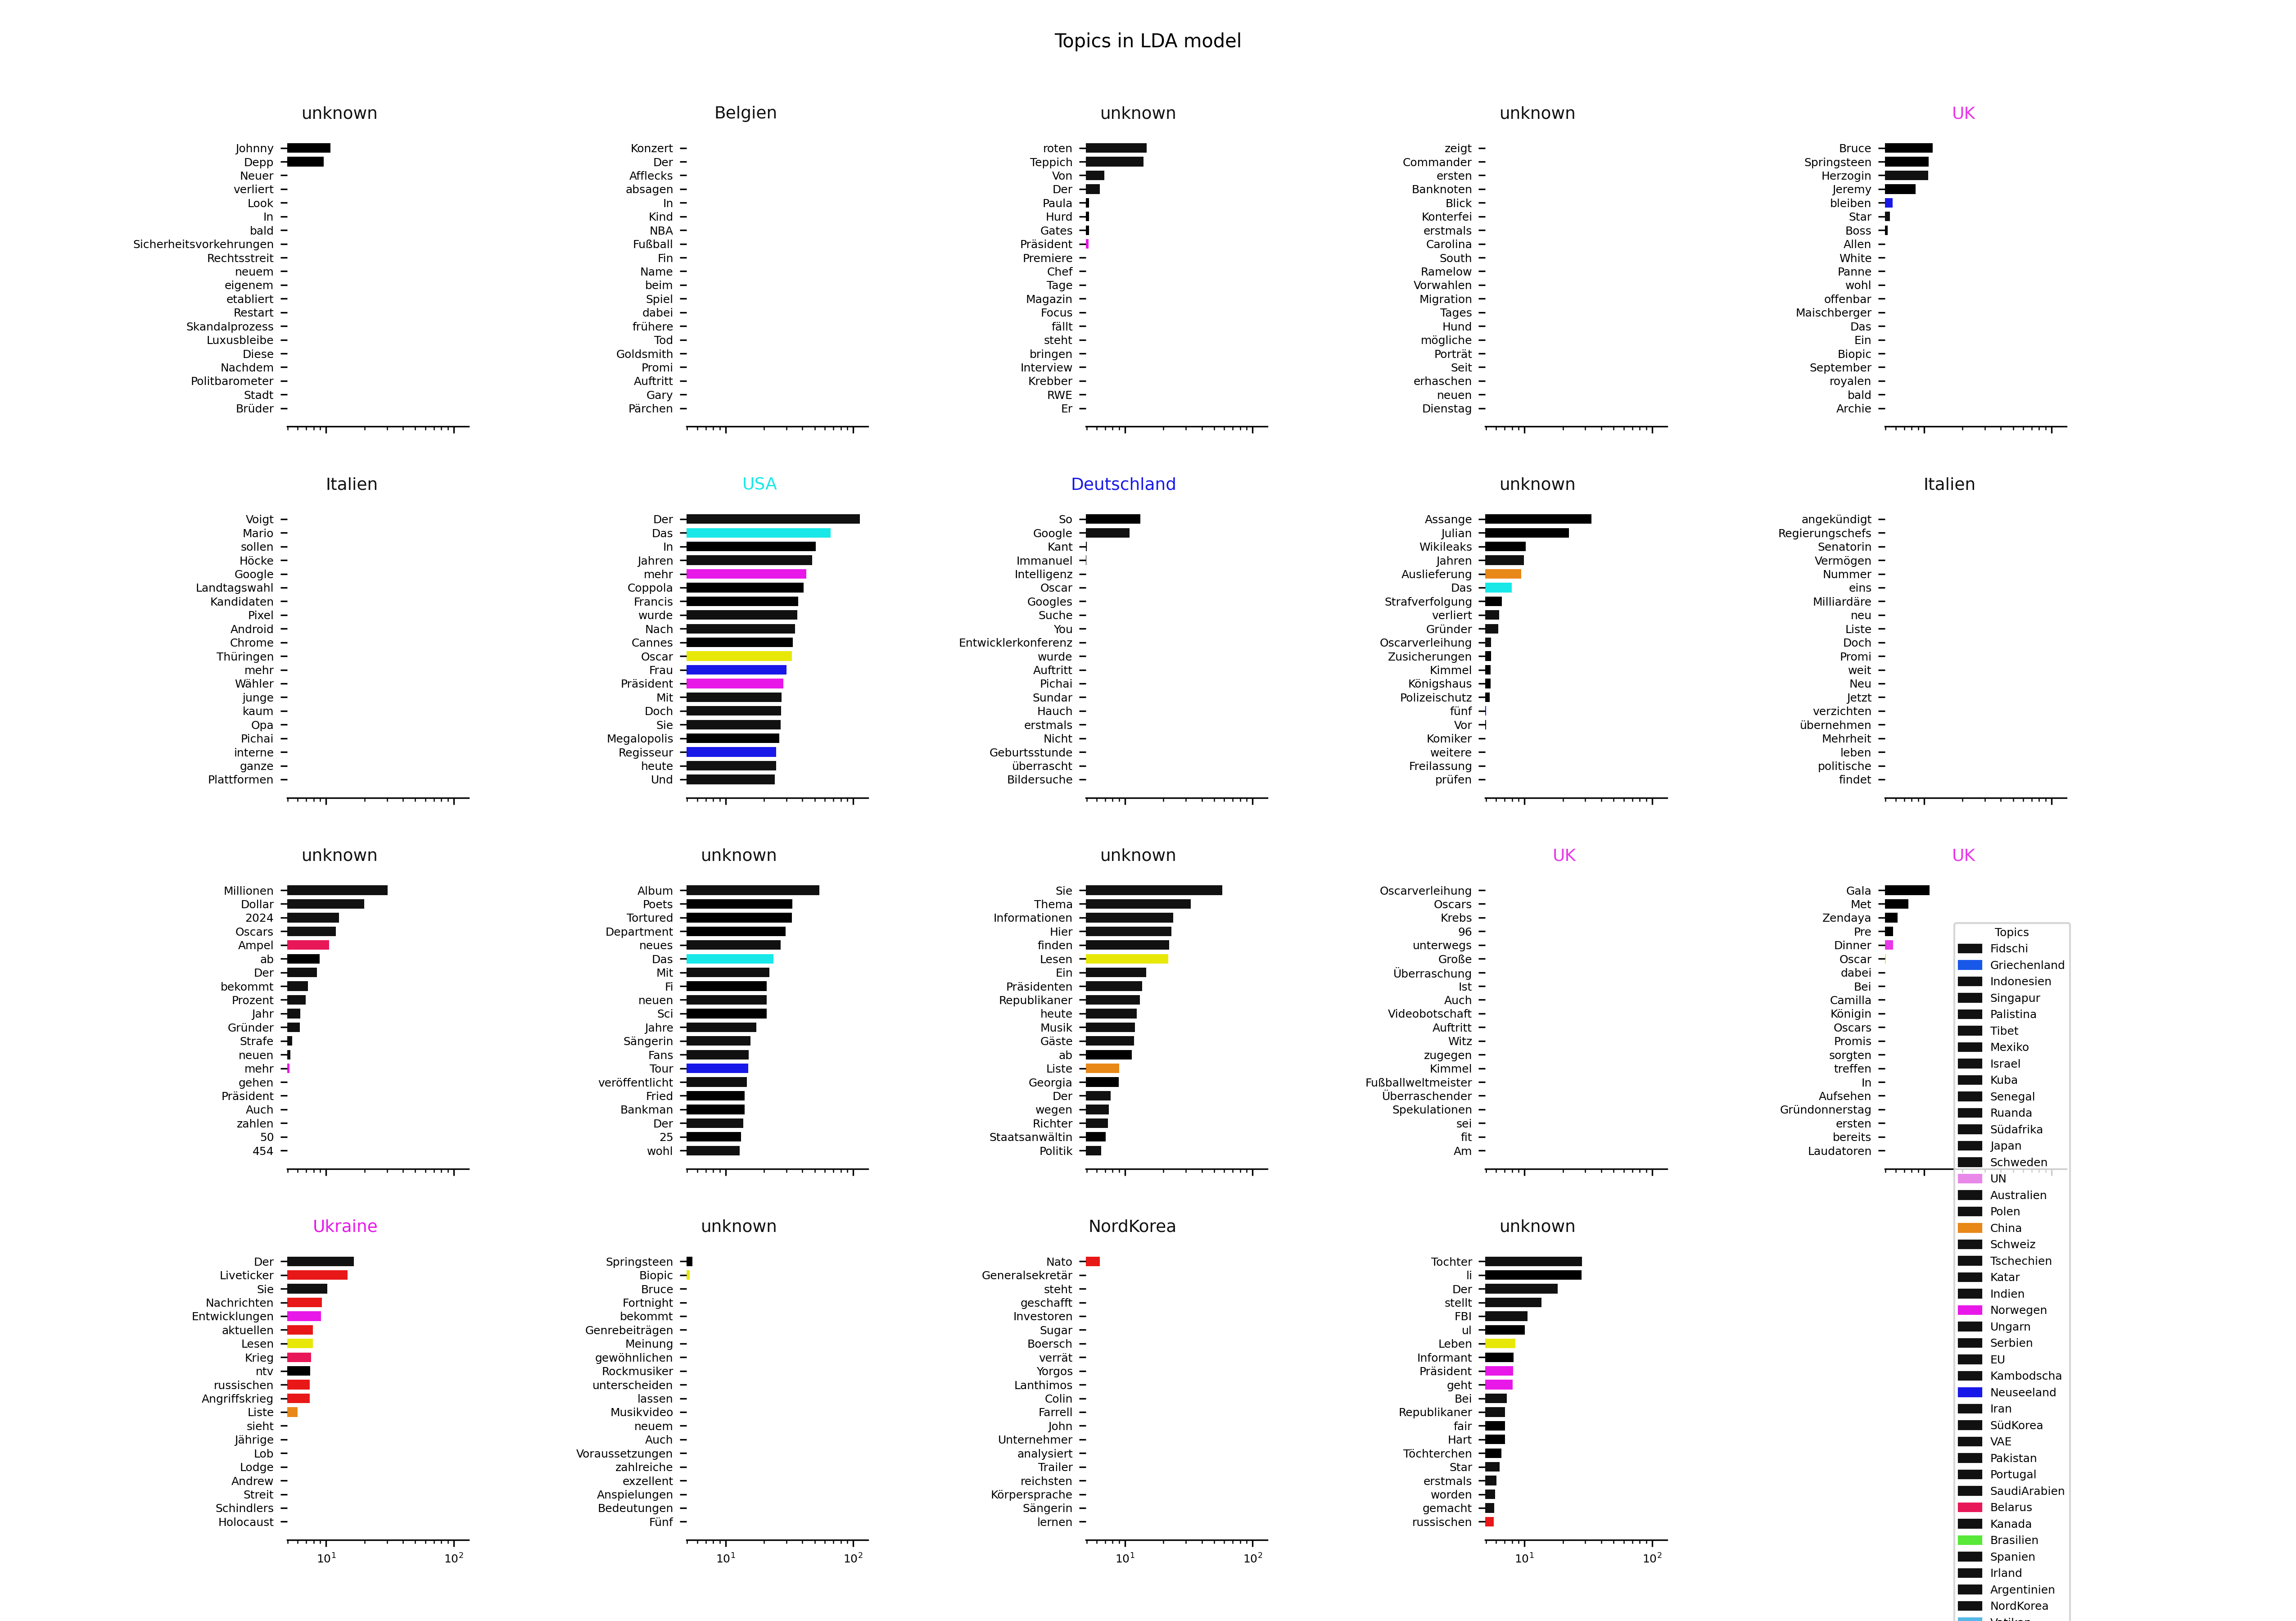 Topics in LDA model
unknown
Johnny
Depp
Neuer
verliert
Look
In
bald
Sicherheitsvorkehrungen
Rechtsstreit
neuem
eigenem
etabliert
Restart
Skandalprozess
Luxusbleibe
Diese
Nachdem
Politbarometer
Stadt
Brüder
Belgien
Konzert
Der
Afflecks
absagen
In
Kind
NBA
Fußball
Fin
Name
beim
Spiel
dabei
frühere
Tod
Goldsmith
Promi
Auftritt
Gary
Pärchen
unknown
roten
Teppich
Von
Der
Paula
Hurd
Gates
Präsident
Premiere
Chef
Tage
Magazin
Focus
fällt
steht
bringen
Interview
Krebber
RWE
Er
unknown
zeigt
Commander
ersten
Banknoten
Blick
Konterfei
erstmals
Carolina
South
Ramelow
Vorwahlen
Migration
Tages
Hund
mögliche
Porträt
Seit
erhaschen
neuen
Dienstag
UK
Bruce
Springsteen
Herzogin
Jeremy
bleiben
Star
Boss
Allen
White
Panne
wohl
offenbar
Maischberger
Das
Ein
Biopic
September
royalen
bald
Archie
Italien
Voigt
Mario
sollen
Höcke
Google
Landtagswahl
Kandidaten
Pixel
Android
Chrome
Thüringen
mehr
Wähler
junge
kaum
Opa
Pichai
interne
ganze
Plattformen
USA
Der
Das
In
Jahren
mehr
Coppola
Francis
wurde
Nach
Cannes
Oscar
Frau
Präsident
Mit
Doch
Sie
Megalopolis
Regisseur
heute
Und
Deutschland
So
Google
Kant
Immanuel
Intelligenz
Oscar
Googles
Suche
You
Entwicklerkonferenz
wurde
Auftritt
Pichai
Sundar
Hauch
erstmals
Nicht
Geburtsstunde
überrascht
Bildersuche
unknown
Assange
Julian
Wikileaks
Jahren
Auslieferung
Das
Strafverfolgung
verliert
Gründer
Oscarverleihung
Zusicherungen
Kimmel
Königshaus
Polizeischutz
fünf
Vor
Komiker
weitere
Freilassung
prüfen
Italien
angekündigt
Regierungschefs
Senatorin
Vermögen
Nummer
eins
Milliardäre
neu
Liste
Doch
Promi
weit
Neu
Jetzt
verzichten
übernehmen
Mehrheit
leben
politische
findet
unknown
Millionen
Dollar
2024
Oscars
Ampel
ab
Der
bekommt
Prozent
Jahr
Gründer
Strafe
neuen
mehr
gehen
Präsident
Auch
zahlen
50
454
unknown
Album
Poets
Tortured
Department
neues
Das
Mit
Fi
neuen
Sci
Jahre
Sängerin
Fans
Tour
veröffentlicht
Fried
Bankman
Der
25
wohl
unknown
Sie
Thema
Informationen
Hier
finden
Lesen
Ein
Präsidenten
Republikaner
heute
Musik
Gäste
ab
Liste
Georgia
Der
wegen
Richter
Staatsanwältin
Politik
UK
Oscarverleihung
Oscars
Krebs
96
unterwegs
Große
Überraschung
Ist
Auch
Videobotschaft
Auftritt
Witz
zugegen
Kimmel
Fußballweltmeister
Überraschender
Spekulationen
sei
fit
Am
UK
Gala
Met
Zendaya
Pre
Dinner
Oscar
dabei
Bei
Camilla
Königin
Oscars
Promis
sorgten
treffen
In
Aufsehen
Gründonnerstag
ersten
bereits
Laudatoren
Ukraine
Der
Liveticker
Sie
Nachrichten
Entwicklungen
aktuellen
Lesen
Krieg
ntv
russischen
Angriffskrieg
Liste
sieht
Jährige
Lob
Lodge
Andrew
Streit
Schindlers
Holocaust
10¹ 10²
unknown
Springsteen
Biopic
Bruce
Fortnight
bekommt
Genrebeiträgen
Meinung
gewöhnlichen
Rockmusiker
unterscheiden
lassen
Musikvideo
neuem
Auch
Voraussetzungen
zahlreiche
exzellent
Anspielungen
Bedeutungen
Fünf
10¹ 10²
NordKorea
Nato
Generalsekretär
steht
geschafft
Investoren
Sugar
Boersch
verrät
Yorgos
Lanthimos
Colin
Farrell
John
Unternehmer
analysiert
Trailer
reichsten
Körpersprache
Sängerin
lernen
10¹ 10²
unknown
Tochter
li
Der
stellt
FBI
ul
Leben
Informant
Präsident
geht
Bei
Republikaner
fair
Hart
Töchterchen
Star
erstmals
worden
gemacht
russischen
10¹ 10²
Topics
Fidschi
Griechenland
Indonesien
Singapur
Palistina
Tibet
Mexiko
Israel
Kuba
Senegal
Ruanda
Südafrika
Japan
Schweden
UN
Australien
Polen
China
Schweiz
Tschechien
Katar
Indien
Norwegen
Ungarn
Serbien
EU
Kambodscha
Neuseeland
Iran
SüdKorea
VAE
Pakistan
Portugal
SaudiArabien
Belarus
Kanada
Brasilien
Spanien
Irland
Argentinien
NordKorea